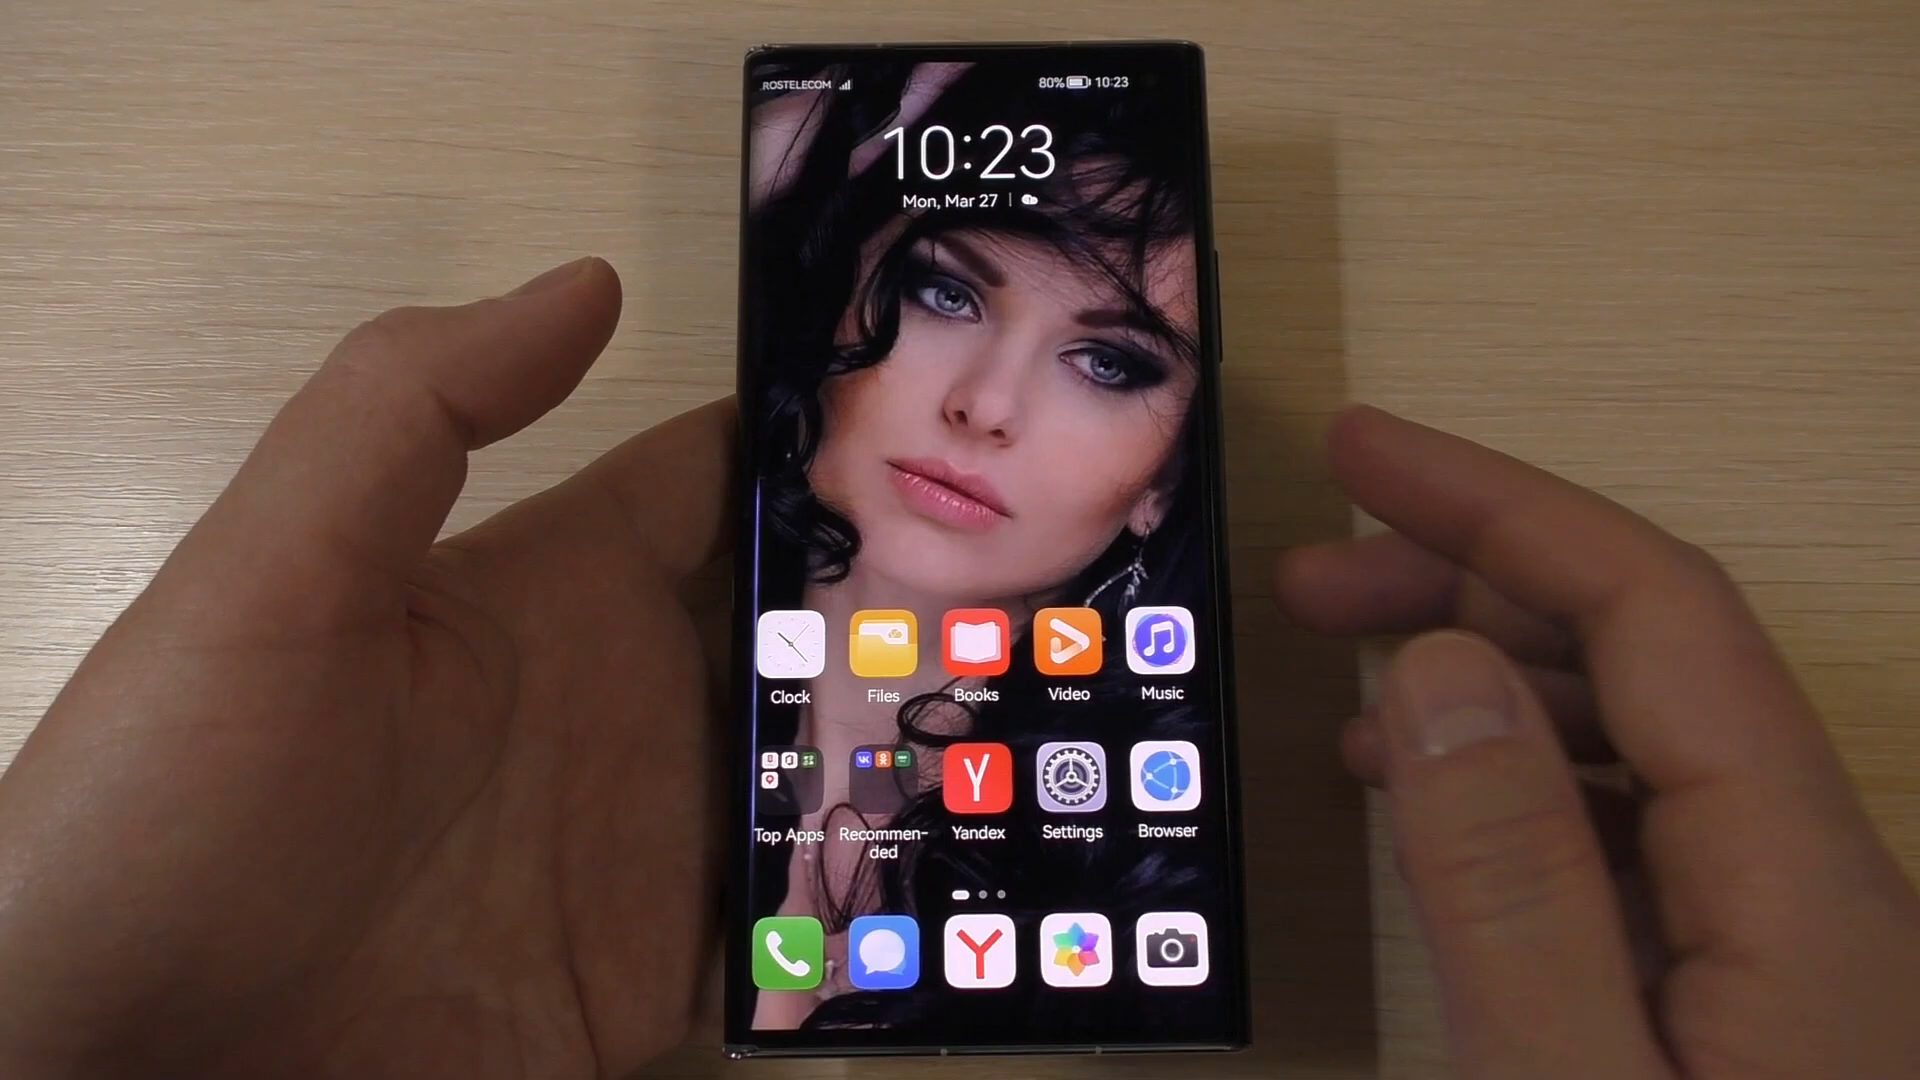 ROSTELECOM
80% 10:23
10:23
Mon, Mar 27
Clock Files Books Video Music
Top Apps Recommen-
ded Yandex Settings Browser